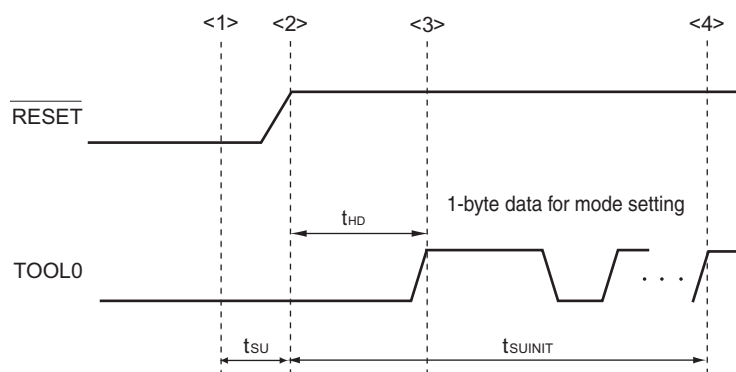 <1> <2> <3> <4>
RESET
tHD
1-byte data for mode setting
TOOL0
. . .
tSU
tSUINIT